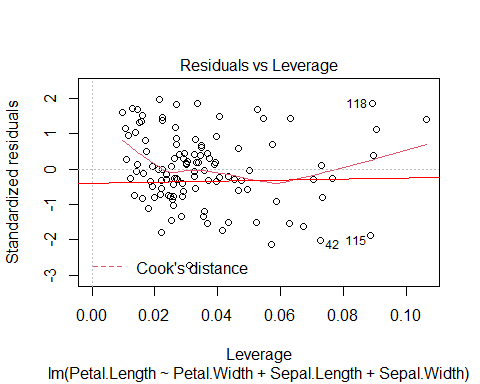 Residuals vs Leverage
Standardized residuals
2
1
0
-1
-2
-3
118
42
115
Cook's distance
0.00 0.02 0.04 0.06 0.08 0.10
Leverage
lm(Petal.Length ~ Petal.Width + Sepal.Length + Sepal.Width)